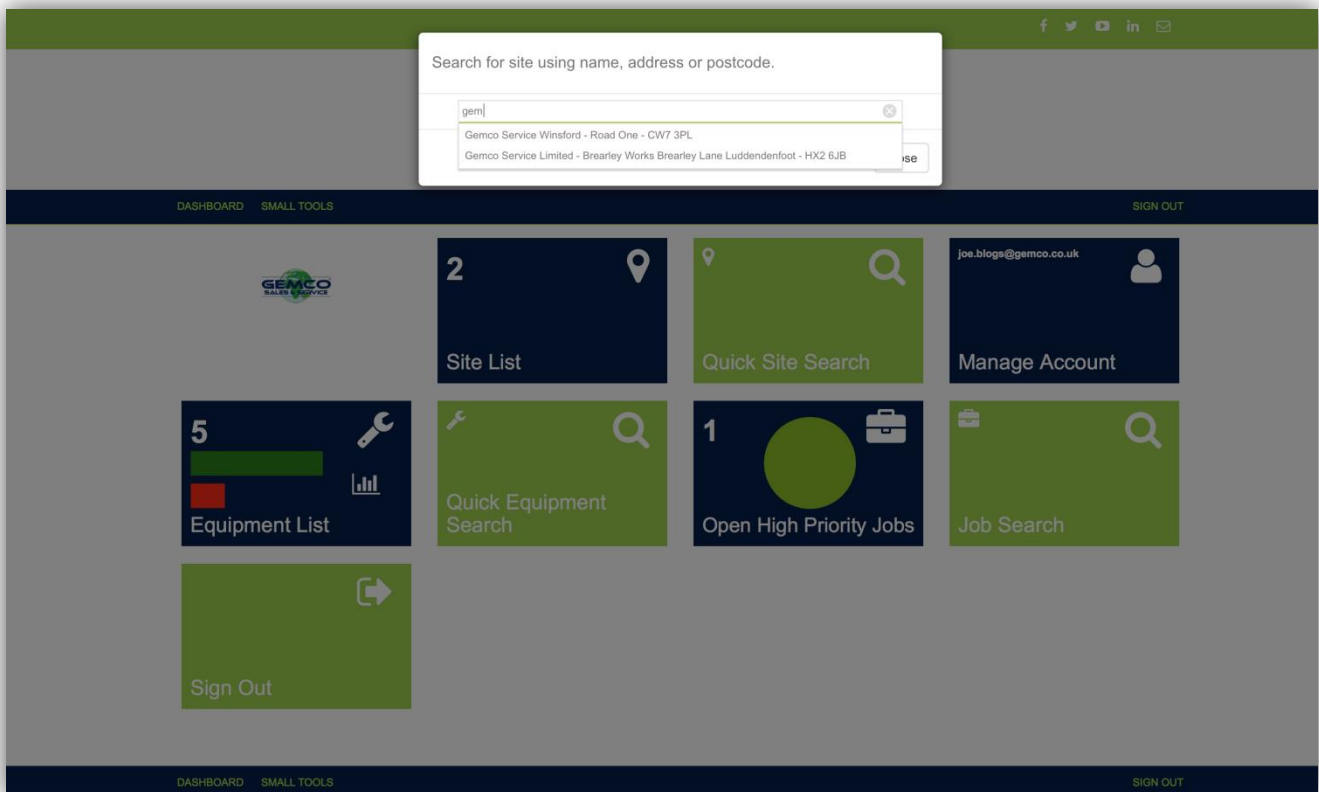 Search for site using name, address or postcode.
gem
Gemco Service Winsford - Road One - CW7 3PL
Gemco Service Limited - Brearley Works Brearley Lane Luddendenfoot - HX2 6JB
ose
DASHBOARD SMALL TOOLS SIGN OUT
GEMCO
SALES & SERVICE
2
Site List
Quick Site Search
joe.blogs@gemco.co.uk
Manage Account
5
Equipment List
Quick Equipment
Search
1
Open High Priority Jobs
Job Search
Sign Out
DASHBOARD SMALL TOOLS SIGN OUT